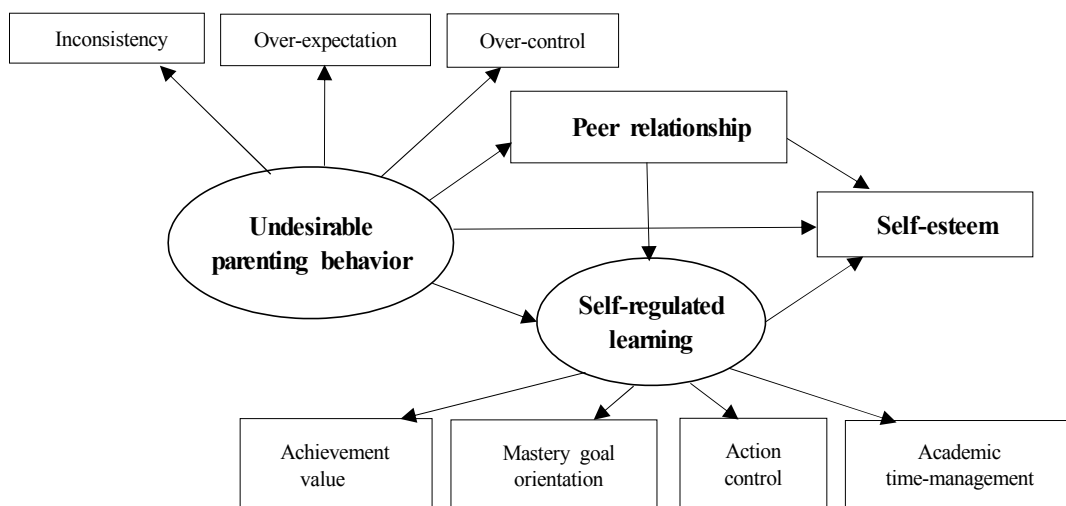 Inconsistency
Over-expectation
Over-control
Peer relationship
Undesirable
parenting behavior
Self-esteem
Self-regulated
learning
Achievement
value
Mastery goal
orientation
Action
control
Academic
time-management